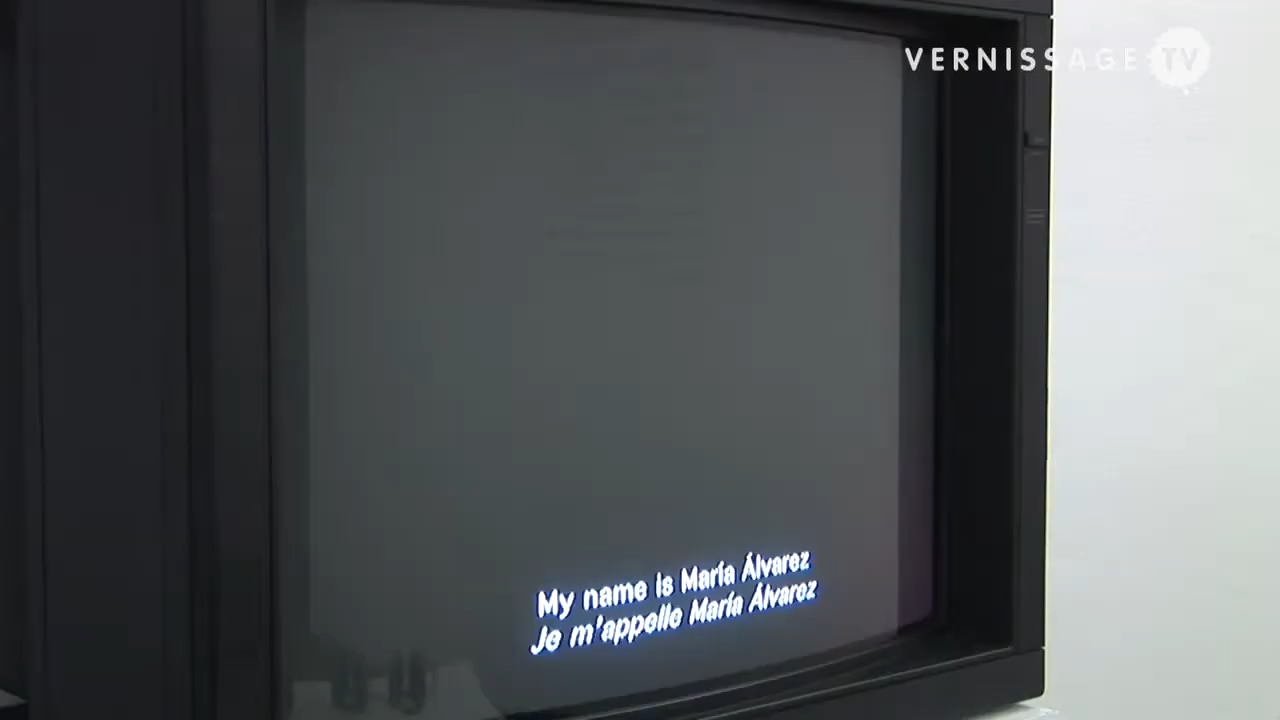 VERNISSAGE TV
My name is María Álvarez
Je m'appelle María Álvarez